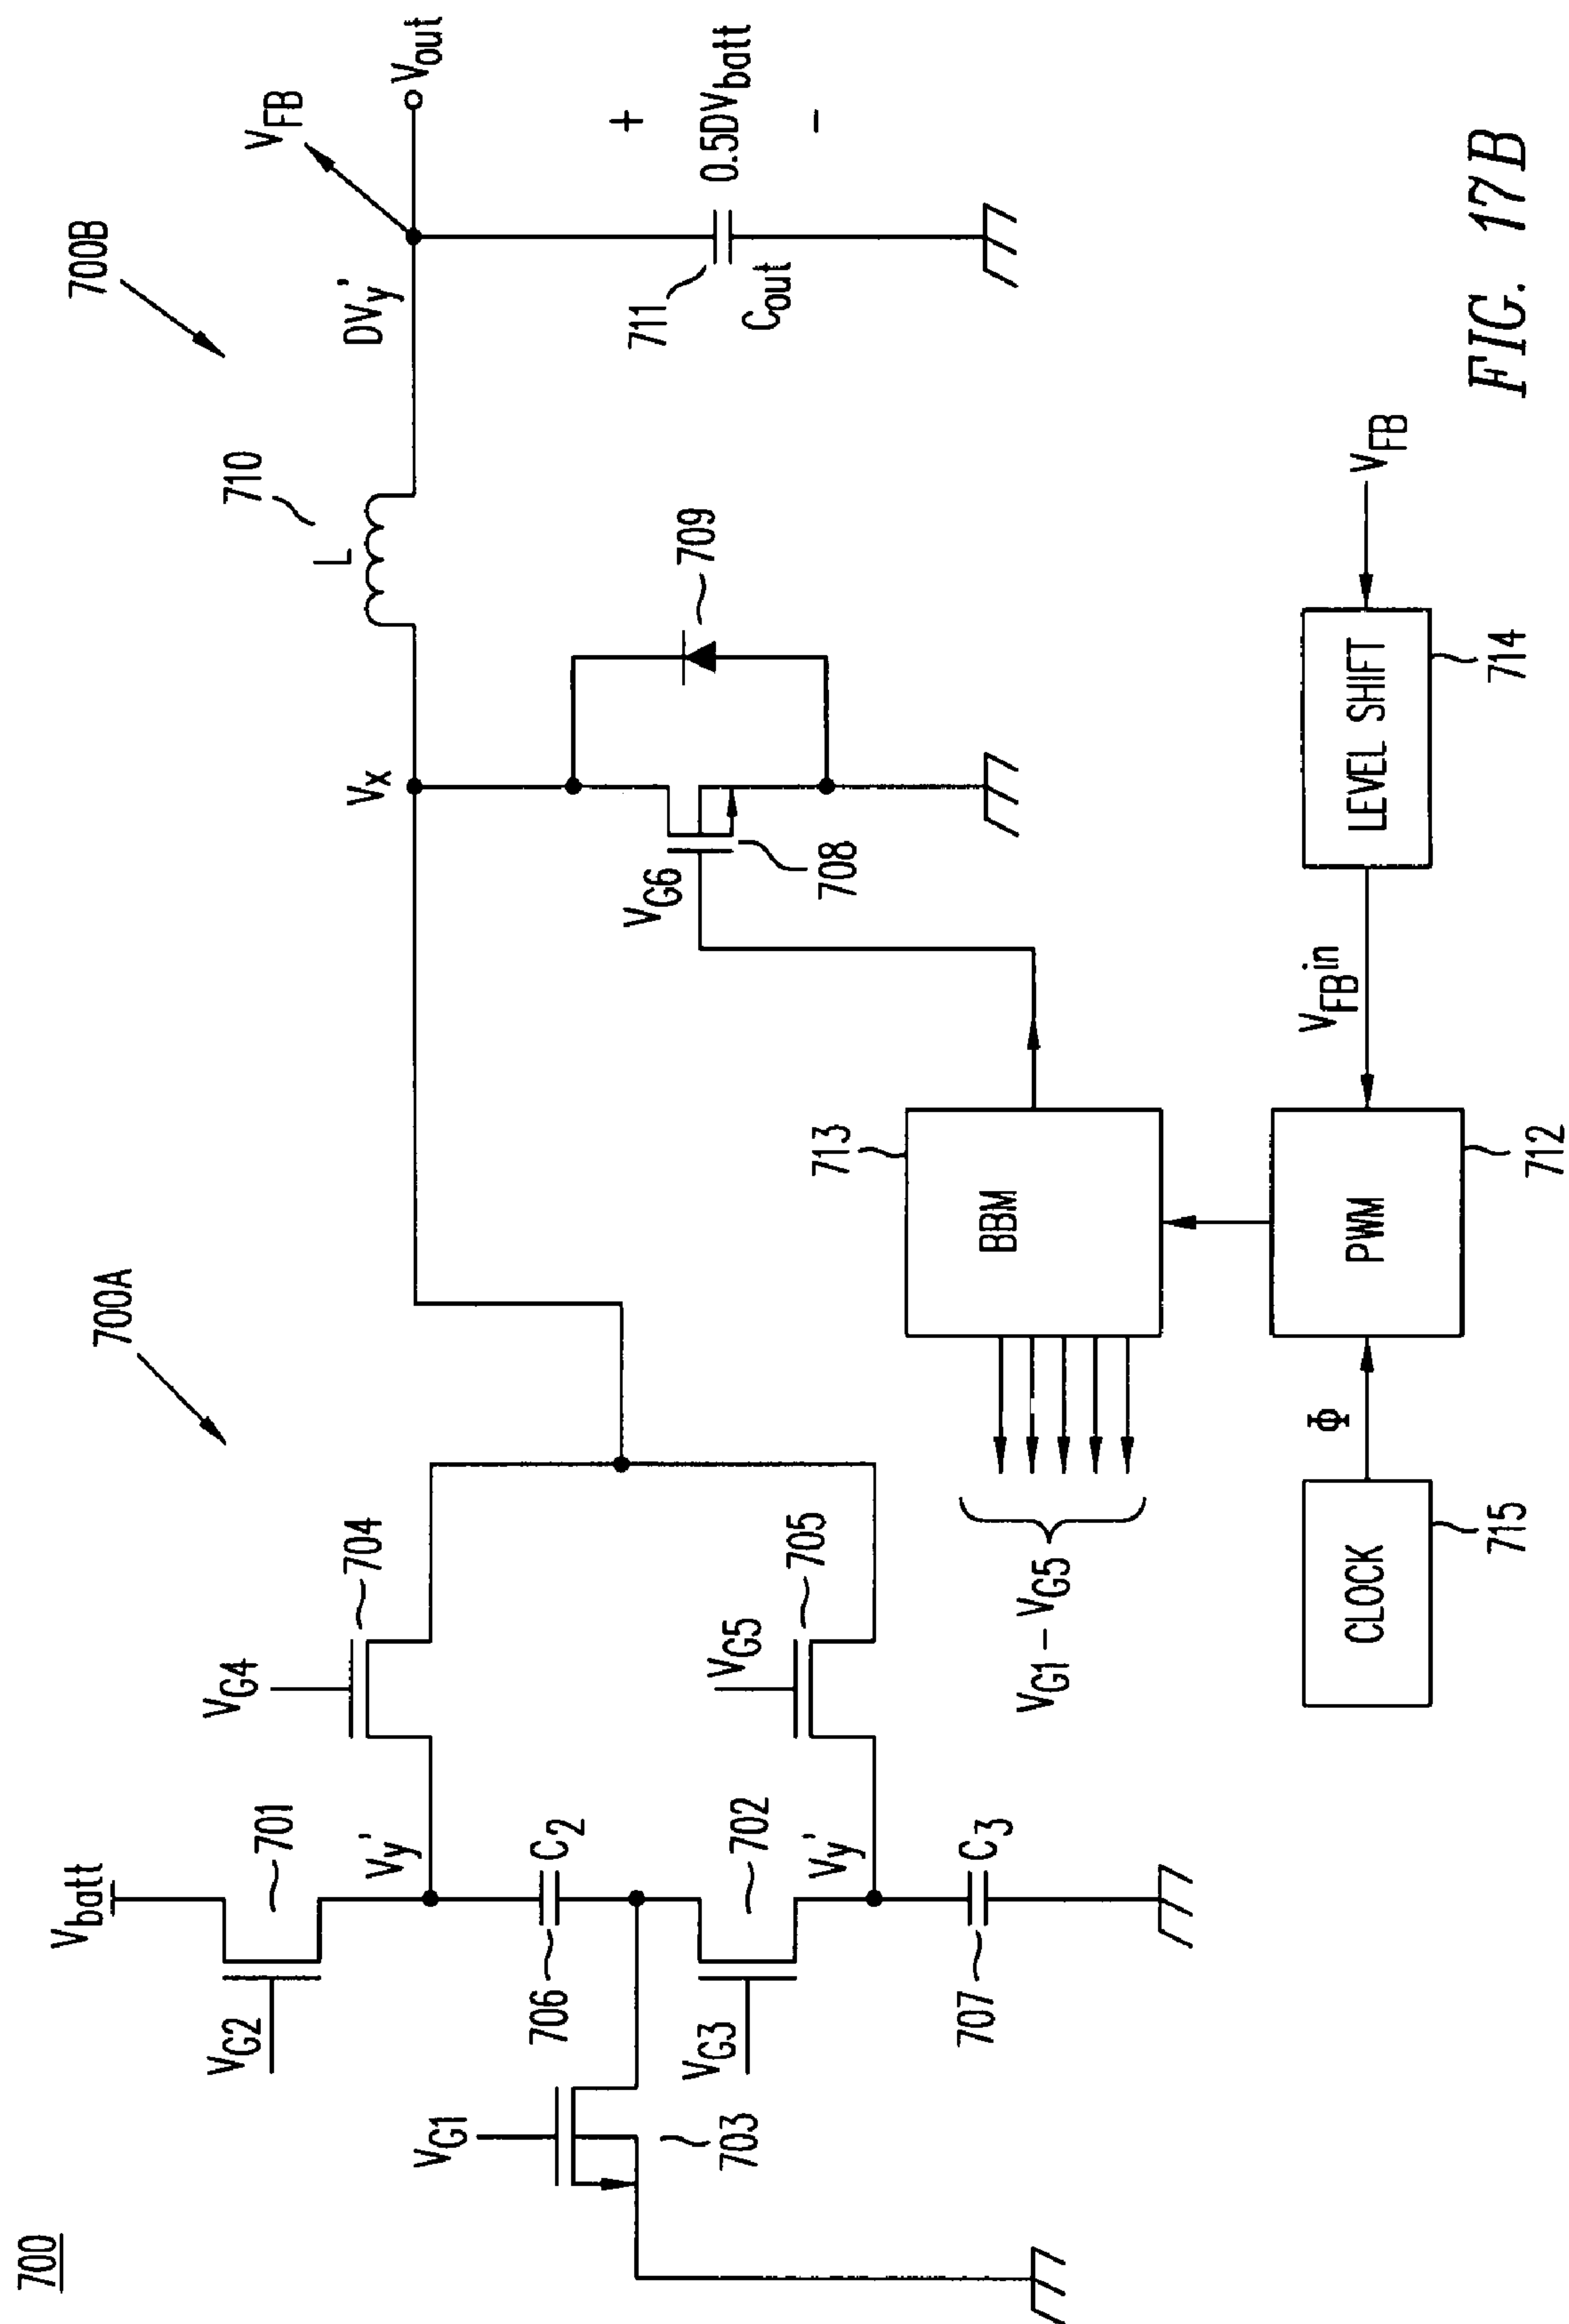 700
700A
700B
V_batt
V_G2
701
V_y'
V_G4
704
C_2
706
V_G1
703
V_G3
702
V_y'
V_G5
705
C_3
707
V_x
L
710
DV_y'
V_FB
V_out
V_G6
708
709
711
C_out
+
0.5DV_batt
-
V_G1 - V_G5
BBM
713
CLOCK
715
Φ
PWM
712
V_FBin
LEVEL SHIFT
714
V_FB
FIG. 17B